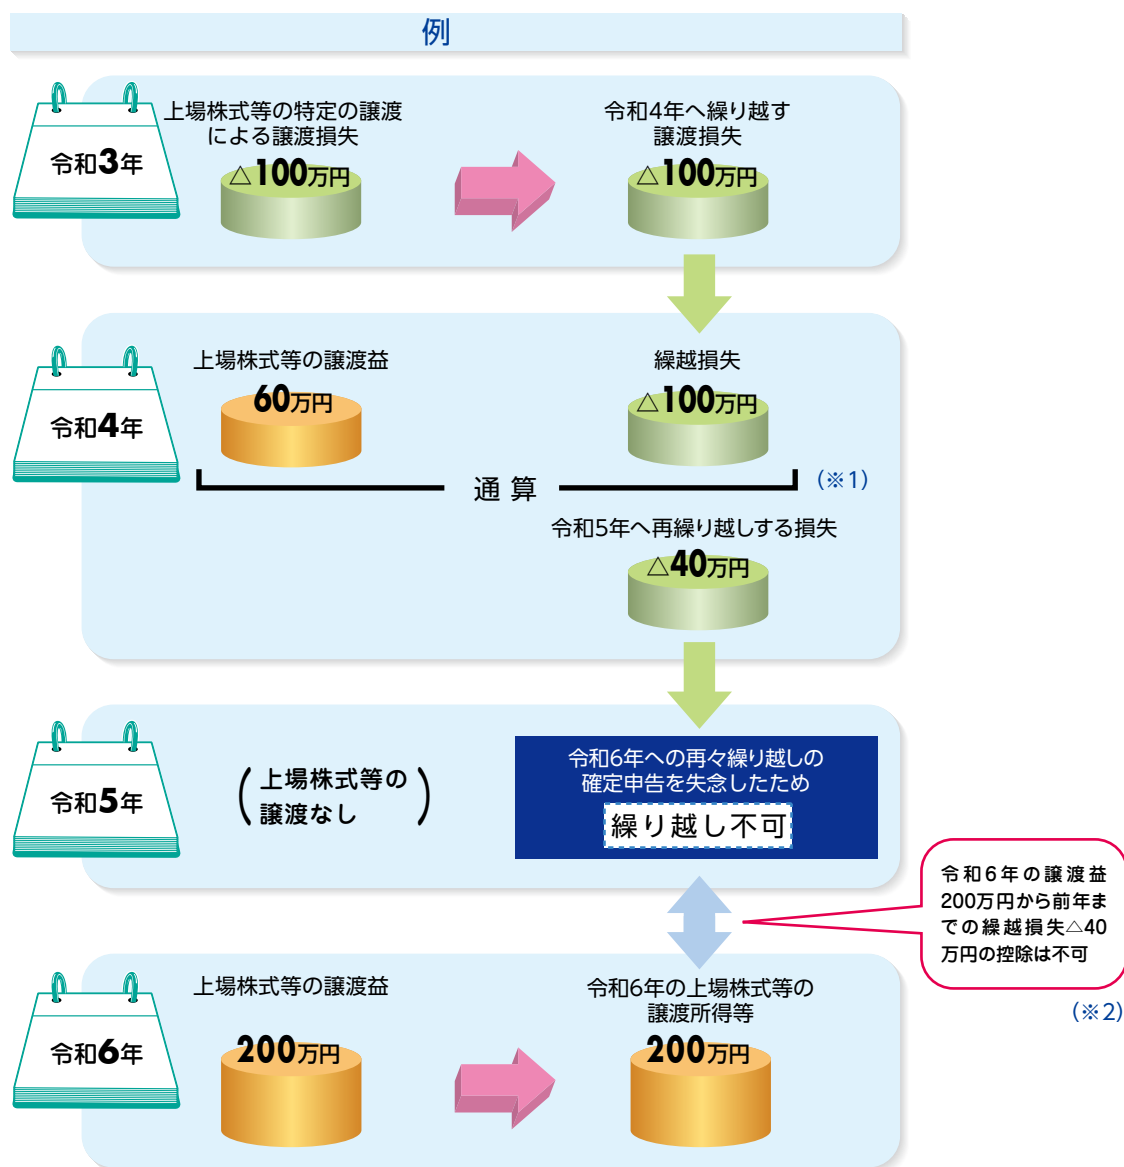 例
令和3年
上場株式等の特定の譲渡
による譲渡損失
△100万円
令和4年へ繰り越す
譲渡損失
△100万円
令和4年
上場株式等の譲渡益
60万円
繰越損失
△100万円
通算
(※1)
令和5年へ再繰り越しする損失
△40万円
令和5年
(上場株式等の
譲渡なし)
令和6年への再々繰り越しの
確定申告を失念したため
繰り越し不可
令和6年の譲渡益
200万円から前年ま
での繰越損失△40
万円の控除は不可
(※2)
令和6年
上場株式等の譲渡益
200万円
令和6年の上場株式等の
譲渡所得等
200万円